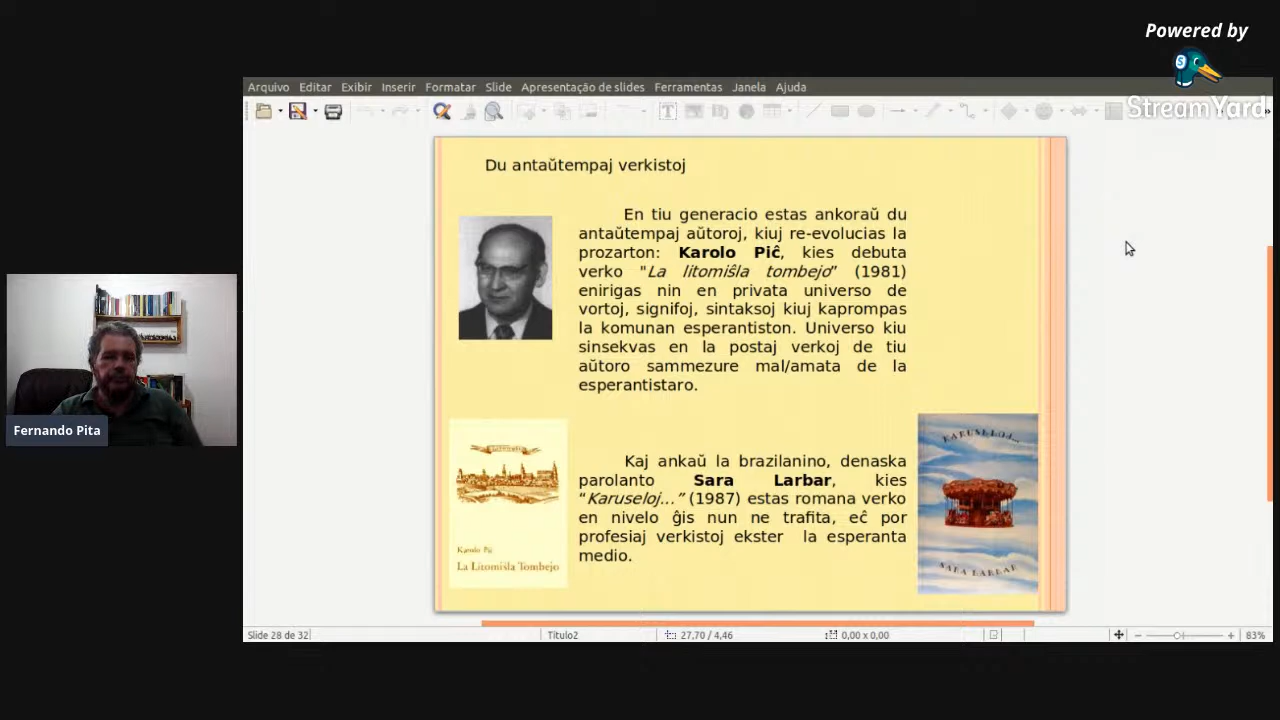 Powered by
StreamYard
Arquivo Editar Exibir Inserir Formatar Slide Apresentação de slides Ferramentas Janela Ajuda
Du antaŭtempaj verkistoj
En tiu generacio estas ankoraŭ du
antaŭtempaj aŭtoroj, kiuj re-evolucias la
prozarton: Karolo Piĉ, kies debuta
verko "La litomiŝla tombejo" (1981)
enirigas nin en privata universo de
vortoj, signifoj, sintaksoj kiuj kaprompas
la komunan esperantiston. Universo kiu
sinsekvas en la postaj verkoj de tiu
aŭtoro sammezure mal/amata de la
esperantistaro.
Fernando Pita
KARUSELOJ...
Kaj ankaŭ la brazilanino, denaska
parolanto Sara Larbar, kies
“Karuseloj...” (1987) estas romana verko
en nivelo ĝis nun ne trafita, eĉ por
profesiaj verkistoj ekster la esperanta
medio.
Karolo Piĉ
La Litomiŝla Tombejo
SARA LARBAR
Slide 28 de 32
Título2
27,70 / 4,46
0,00 x 0,00
83%